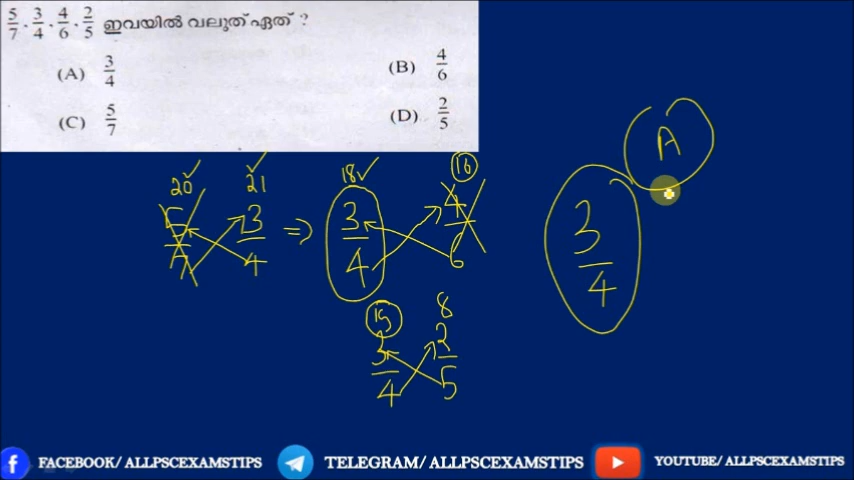 5/7, 3/4, 4/6, 2/5 ഇവയിൽ വലുത് ഏത് ?
(A) 3/4 (B) 4/6
(C) 5/7 (D) 2/5
20 21 18 16
5/7 3/4 ⇒ 3/4 4/6
15 8
3/4 2/5
A
3/4
FACEBOOK/ ALLPSCEXAMSTIPS TELEGRAM/ ALLPSCEXAMSTIPS YOUTUBE/ ALLPSCEXAMSTIPS